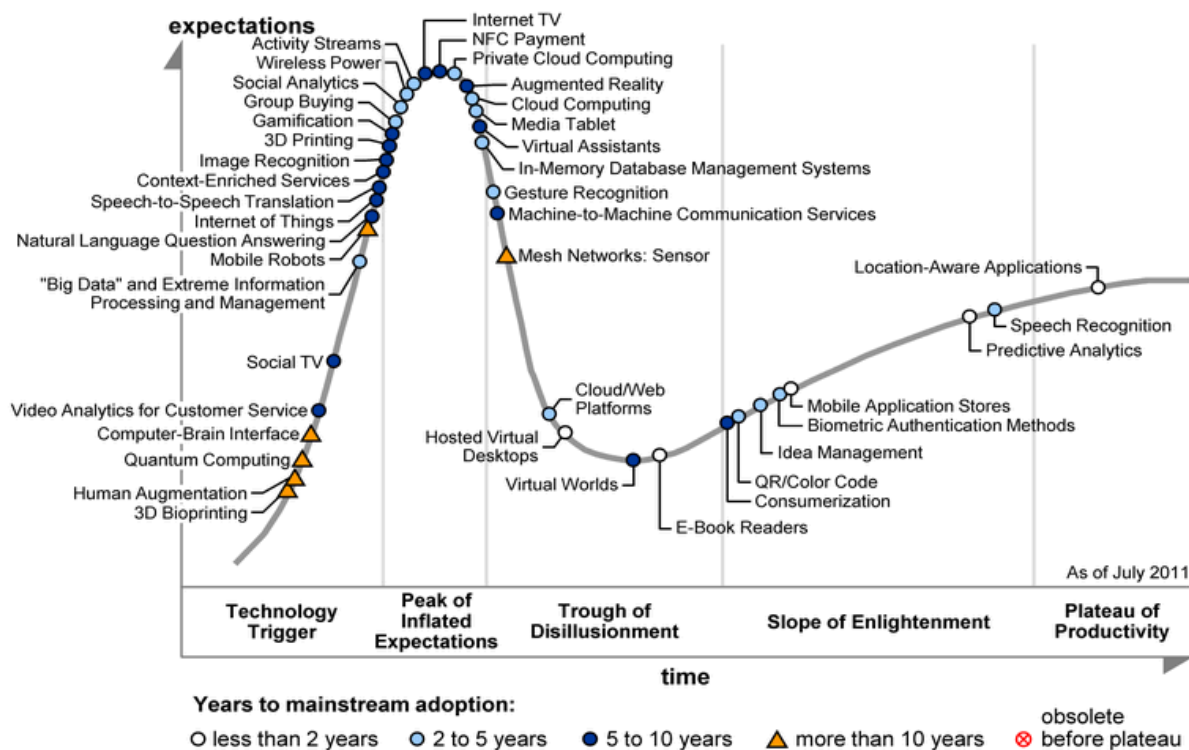 expectations
Activity Streams
Wireless Power
Social Analytics
Group Buying
Gamification
3D Printing
Image Recognition
Context-Enriched Services
Speech-to-Speech Translation
Internet of Things
Natural Language Question Answering
Mobile Robots
"Big Data" and Extreme Information
Processing and Management
Social TV
Video Analytics for Customer Service
Computer-Brain Interface
Quantum Computing
Human Augmentation
3D Bioprinting
Internet TV
NFC Payment
Private Cloud Computing
Augmented Reality
Cloud Computing
Media Tablet
Virtual Assistants
In-Memory Database Management Systems
Gesture Recognition
Machine-to-Machine Communication Services
Mesh Networks: Sensor
Cloud/Web
Platforms
Hosted Virtual
Desktops
Virtual Worlds
E-Book Readers
Location-Aware Applications
Speech Recognition
Predictive Analytics
Mobile Application Stores
Biometric Authentication Methods
Idea Management
QR/Color Code
Consumerization
As of July 2011
Technology
Trigger
Peak of
Inflated
Expectations
Trough of
Disillusionment
Slope of Enlightenment
Plateau of
Productivity
time
Years to mainstream adoption:
less than 2 years
2 to 5 years
5 to 10 years
more than 10 years
obsolete
before plateau